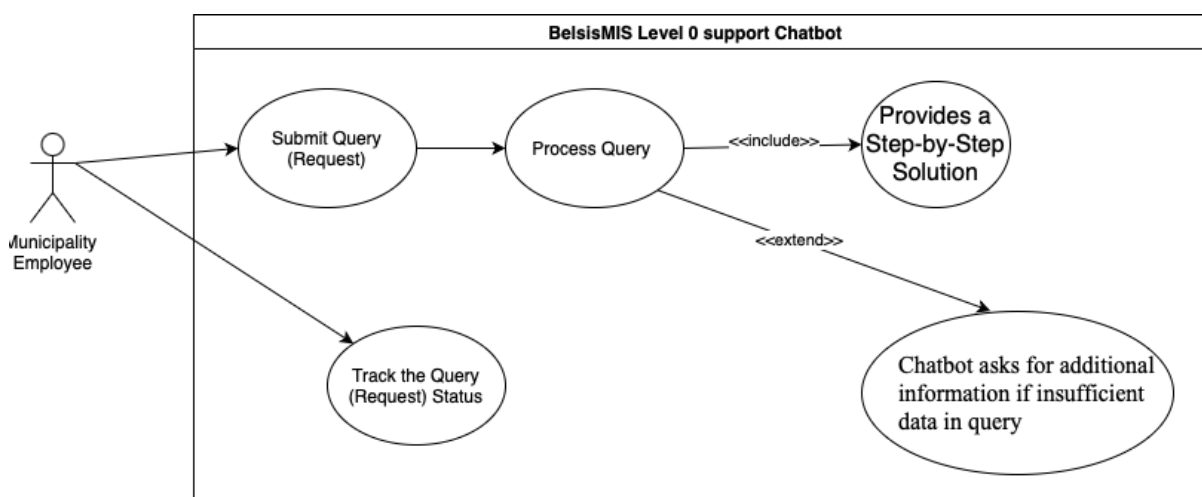 BelsisMIS Level 0 support Chatbot
Submit Query
(Request)
Process Query
<<include>>
Provides a
Step-by-Step
Solution
Municipality
Employee
<<extend>>
Track the Query
(Request) Status
Chatbot asks for additional
information if insufficient
data in query